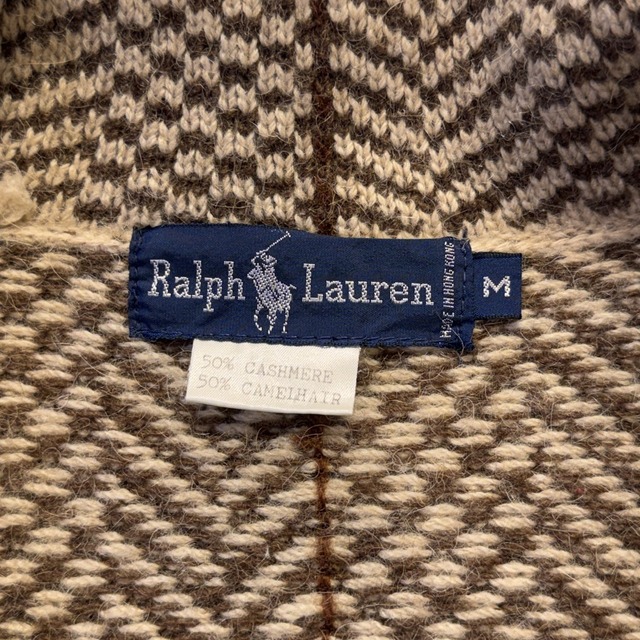 Ralph Lauren
MADE IN HONG KONG
M
50% CASHMERE
50% CAMELHAIR